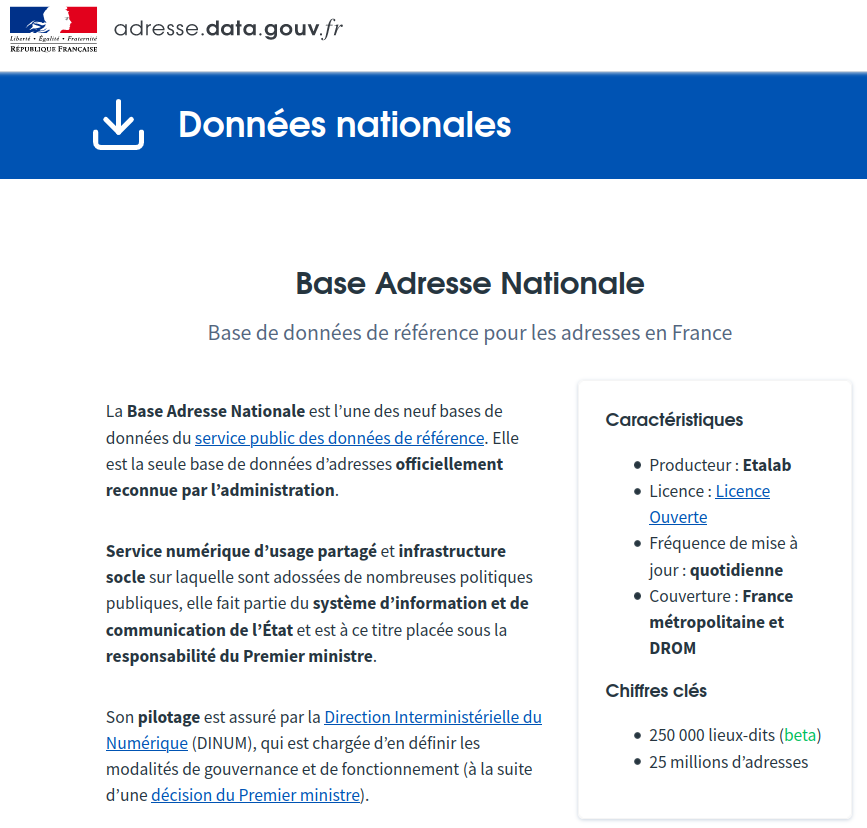 Liberté • Égalité • Fraternité
RÉPUBLIQUE FRANÇAISE
adresse.data.gouv.fr
Données nationales
Base Adresse Nationale
Base de données de référence pour les adresses en France
La Base Adresse Nationale est l’une des neuf bases de
données du service public des données de référence. Elle
est la seule base de données d’adresses officiellement
reconnue par l’administration.
Service numérique d’usage partagé et infrastructure
socle sur laquelle sont adossées de nombreuses politiques
publiques, elle fait partie du système d’information et de
communication de l’État et est à ce titre placée sous la
responsabilité du Premier ministre.
Son pilotage est assuré par la Direction Interministérielle du
Numérique (DINUM), qui est chargée d’en définir les
modalités de gouvernance et de fonctionnement (à la suite
d’une décision du Premier ministre).
Caractéristiques
• Producteur : Etalab
• Licence : Licence
Ouverte
• Fréquence de mise à
jour : quotidienne
• Couverture : France
métropolitaine et
DROM
Chiffres clés
• 250 000 lieux-dits (beta)
• 25 millions d’adresses